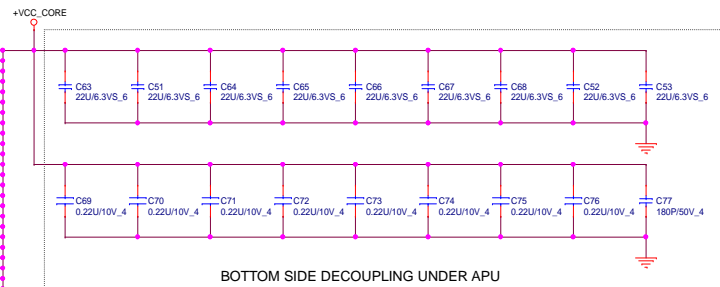 +VCC_CORE
C63 C51 C64 C65 C66 C67 C68 C52 C53
22U/6.3VS_6 22U/6.3VS_6 22U/6.3VS_6 22U/6.3VS_6 22U/6.3VS_6 22U/6.3VS_6 22U/6.3VS_6 22U/6.3VS_6 22U/6.3VS_6
C69 C70 C71 C72 C73 C74 C75 C76 C77
0.22U/10V_4 0.22U/10V_4 0.22U/10V_4 0.22U/10V_4 0.22U/10V_4 0.22U/10V_4 0.22U/10V_4 0.22U/10V_4 180P/50V_4
BOTTOM SIDE DECOUPLING UNDER APU